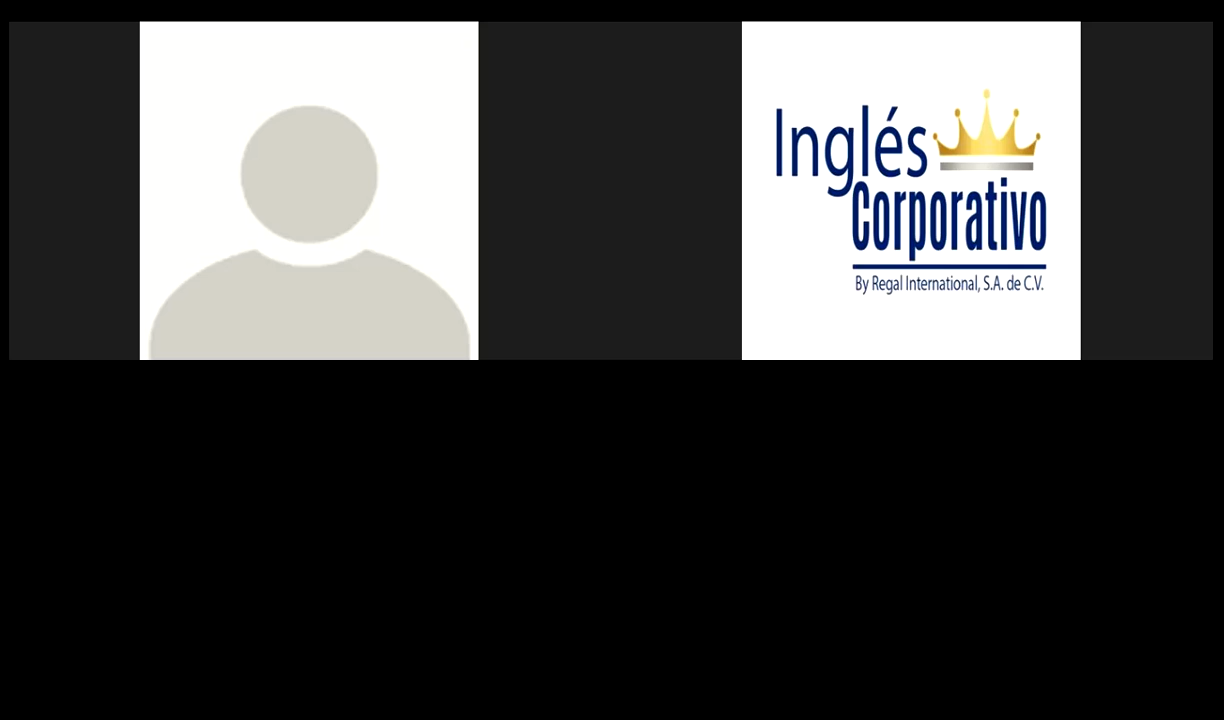 Inglés
Corporativo
By Regal International, S.A. de C.V.